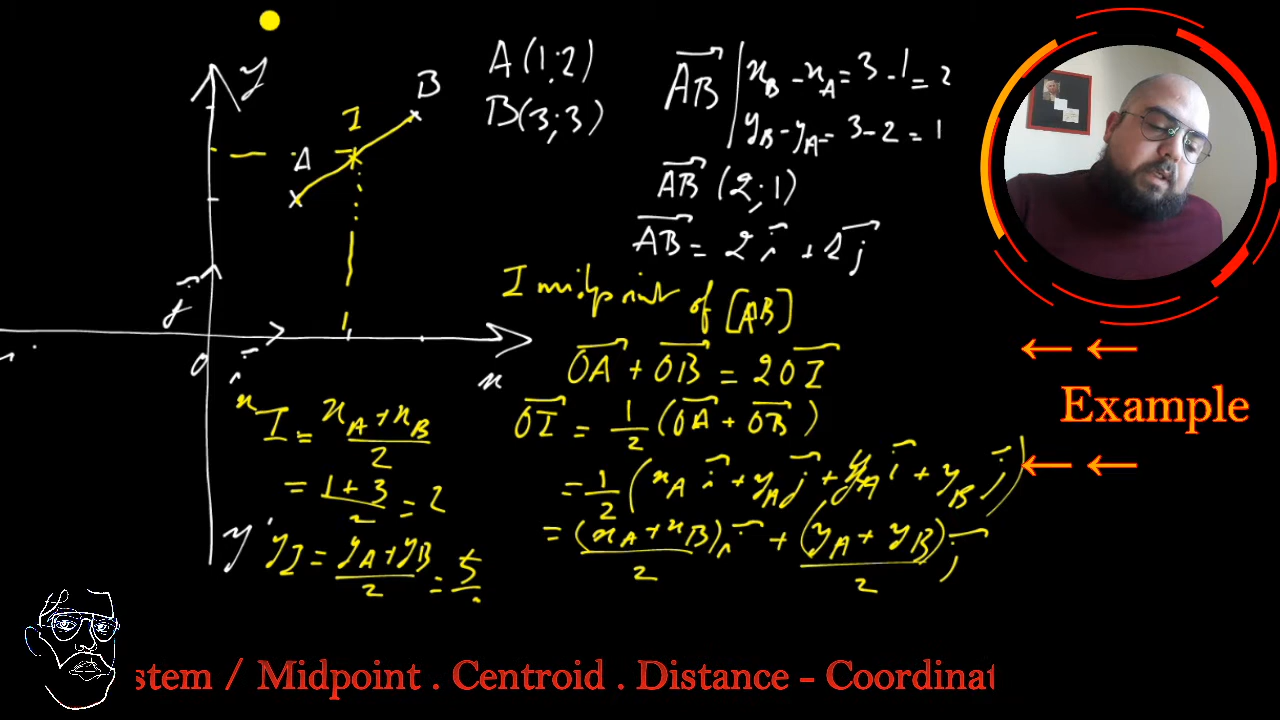 y
B
I
A
j
1
O
i
x
y'
A(1;2)
B(3;3)
AB | xB - xA = 3 - 1 = 2
yB - yA = 3 - 2 = 1
AB (2;1)
AB = 2i + 1j
I midpoint of [AB]
OA + OB = 2OI
OI = 1/2 (OA + OB)
= 1/2 (xA i + yA j + xA i + yB j)
= (xA + xB)/2 i + (yA + yB)/2 j
xI = xA + xB / 2
= 1 + 3 / 2 = 2
yI = yA + yB / 2 = 5
Example
stem / Midpoint . Centroid . Distance - Coordinat